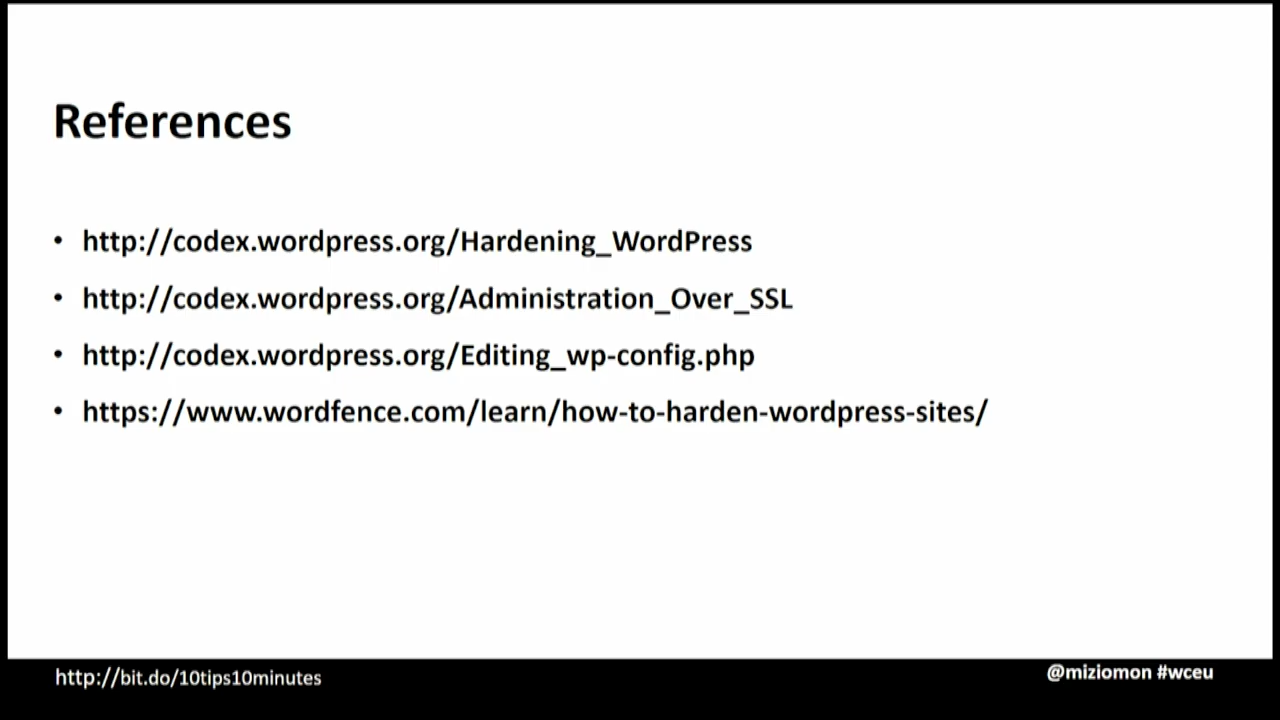 References
• http://codex.wordpress.org/Hardening_WordPress
• http://codex.wordpress.org/Administration_Over_SSL
• http://codex.wordpress.org/Editing_wp-config.php
• https://www.wordfence.com/learn/how-to-harden-wordpress-sites/
http://bit.do/10tips10minutes
@miziomon #wceu